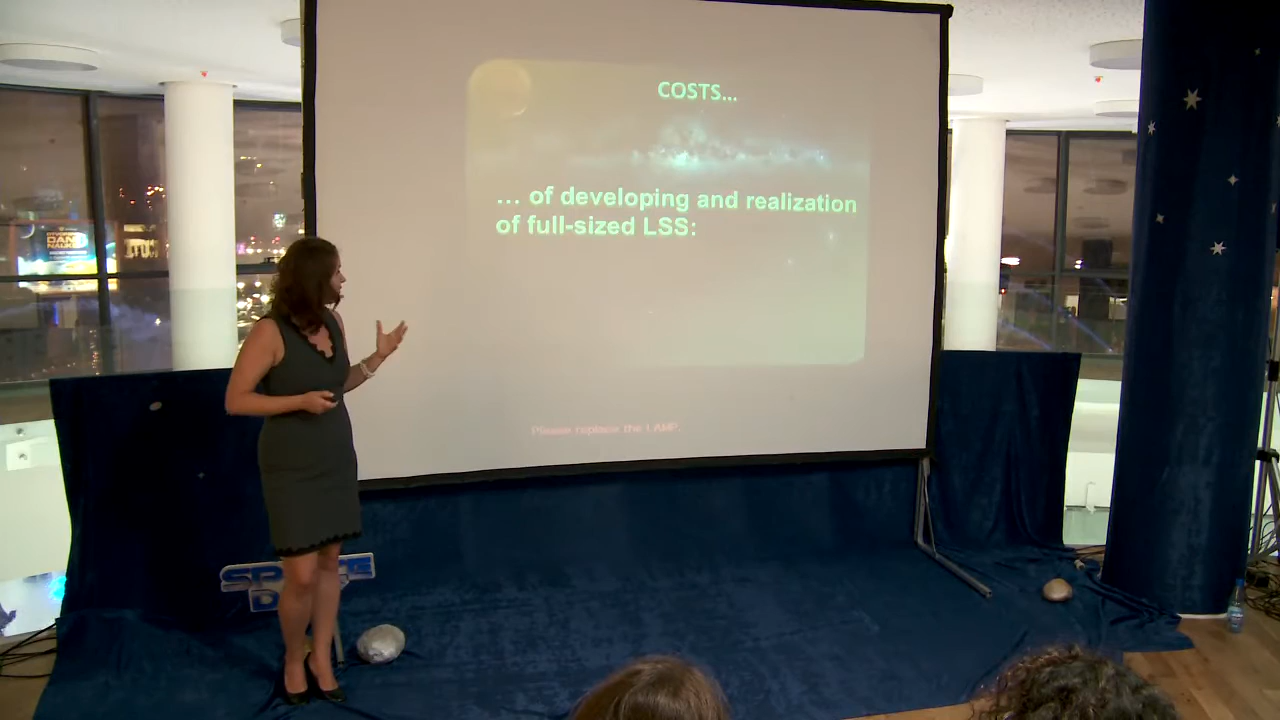 COSTS...
... of developing and realization
of full-sized LSS:
Please replace the LAMP.